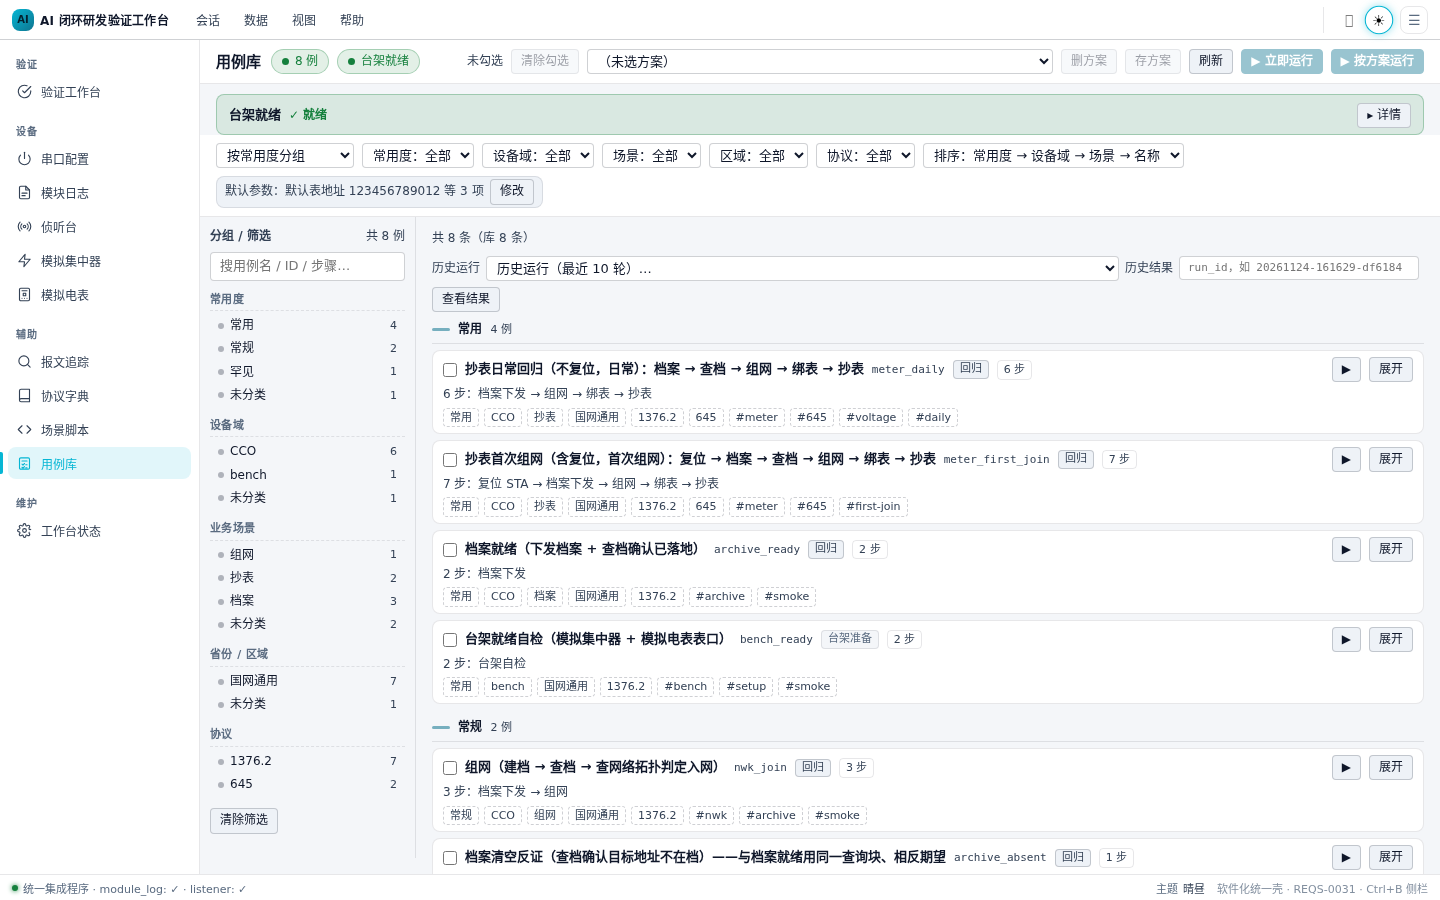 AI AI 闭环研发验证工作台 会话 数据 视图 帮助
验证
验证工作台
设备
串口配置
模块日志
侦听台
模拟集中器
模拟电表
辅助
报文追踪
协议字典
场景脚本
用例库
维护
工作台状态
用例库 8 例 台架就绪 未勾选 清除勾选 （未选方案） 删方案 存方案 刷新 ▶ 立即运行 ▶ 按方案运行
台架就绪 ✓ 就绪 ▸ 详情
按常用度分组 常用度：全部 设备域：全部 场景：全部 区域：全部 协议：全部 排序：常用度 → 设备域 → 场景 → 名称
默认参数：默认表地址 123456789012 等 3 项 修改
分组 / 筛选 共 8 例
搜用例名 / ID / 步骤…
常用度
常用 4
常规 2
罕见 1
未分类 1
设备域
CCO 6
bench 1
未分类 1
业务场景
组网 1
抄表 2
档案 3
未分类 2
省份 / 区域
国网通用 7
未分类 1
协议
1376.2 7
645 2
清除筛选
共 8 条（库 8 条）
历史运行 历史运行（最近 10 轮）… 历史结果 run_id，如 20261124-161629-df6184
查看结果
常用 4 例
抄表日常回归（不复位，日常）：档案 → 查档 → 组网 → 绑表 → 抄表 meter_daily 回归 6 步 ▶ 展开
6 步：档案下发 → 组网 → 绑表 → 抄表
常用 CCO 抄表 国网通用 1376.2 645 #meter #645 #voltage #daily
抄表首次组网（含复位，首次组网）：复位 → 档案 → 查档 → 组网 → 绑表 → 抄表 meter_first_join 回归 7 步 ▶ 展开
7 步：复位 STA → 档案下发 → 组网 → 绑表 → 抄表
常用 CCO 抄表 国网通用 1376.2 645 #meter #645 #first-join
档案就绪（下发档案 + 查档确认已落地） archive_ready 回归 2 步 ▶ 展开
2 步：档案下发
常用 CCO 档案 国网通用 1376.2 #archive #smoke
台架就绪自检（模拟集中器 + 模拟电表表口） bench_ready 台架准备 2 步 ▶ 展开
2 步：台架自检
常用 bench 国网通用 1376.2 #bench #setup #smoke
常规 2 例
组网（建档 → 查档 → 查网络拓扑判定入网） nwk_join 回归 3 步 ▶ 展开
3 步：档案下发 → 组网
常规 CCO 组网 国网通用 1376.2 #nwk #archive #smoke
档案清空反证（查档确认目标地址不在档）——与档案就绪用同一查询块、相反期望 archive_absent 回归 1 步 ▶ 展开
统一集成程序 · module_log: ✓ · listener: ✓ 主题 晴昼 软件化统一壳 · REQS-0031 · Ctrl+B 侧栏